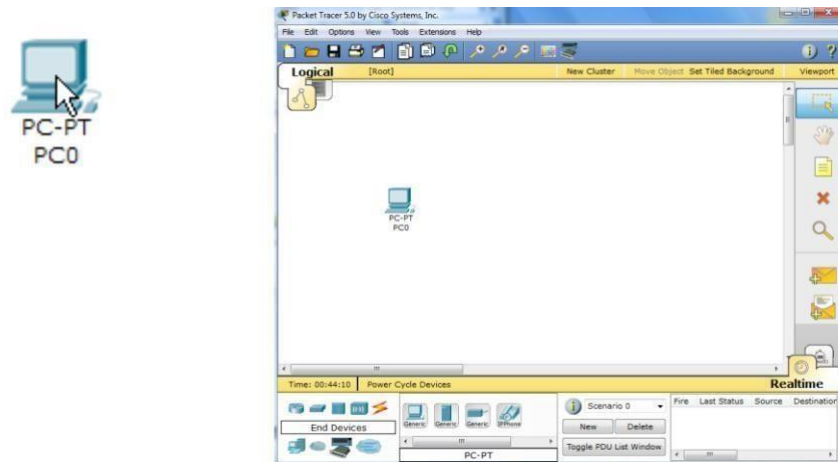 PC-PT
PC0
Packet Tracer 5.0 by Cisco Systems, Inc.
File Edit Options View Tools Extensions Help
Logical [Root] New Cluster Move Object Set Tiled Background Viewport
PC-PT
PC0
Time: 00:44:10 Power Cycle Devices Realtime
End Devices
Generic Generic Generic IPPhone
PC-PT
Scenario 0
New Delete
Toggle PDU List Window
Fire Last Status Source Destination